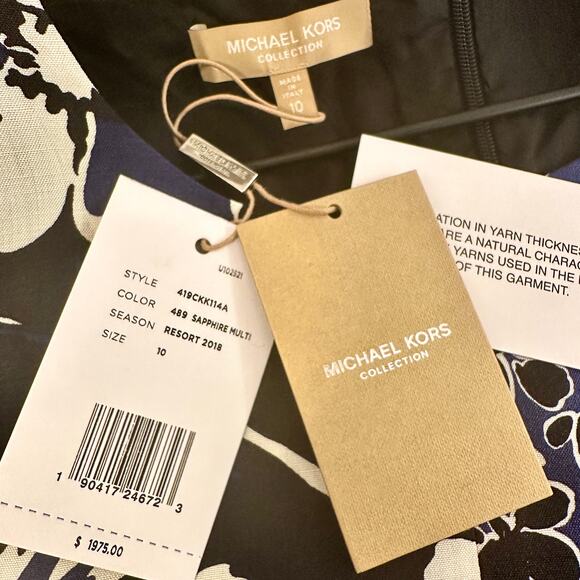 MICHAEL KORS
COLLECTION
MADE
IN
ITALY
10
U102521
STYLE 419CKK114A
COLOR 489 SAPPHIRE MULTI
SEASON RESORT 2018
SIZE 10
1 90417 24672 3
$ 1975.00
MICHAEL KORS
COLLECTION
ATION IN YARN THICKNES
ARE A NATURAL CHARAC
YARNS USED IN THE
OF THIS GARMENT.